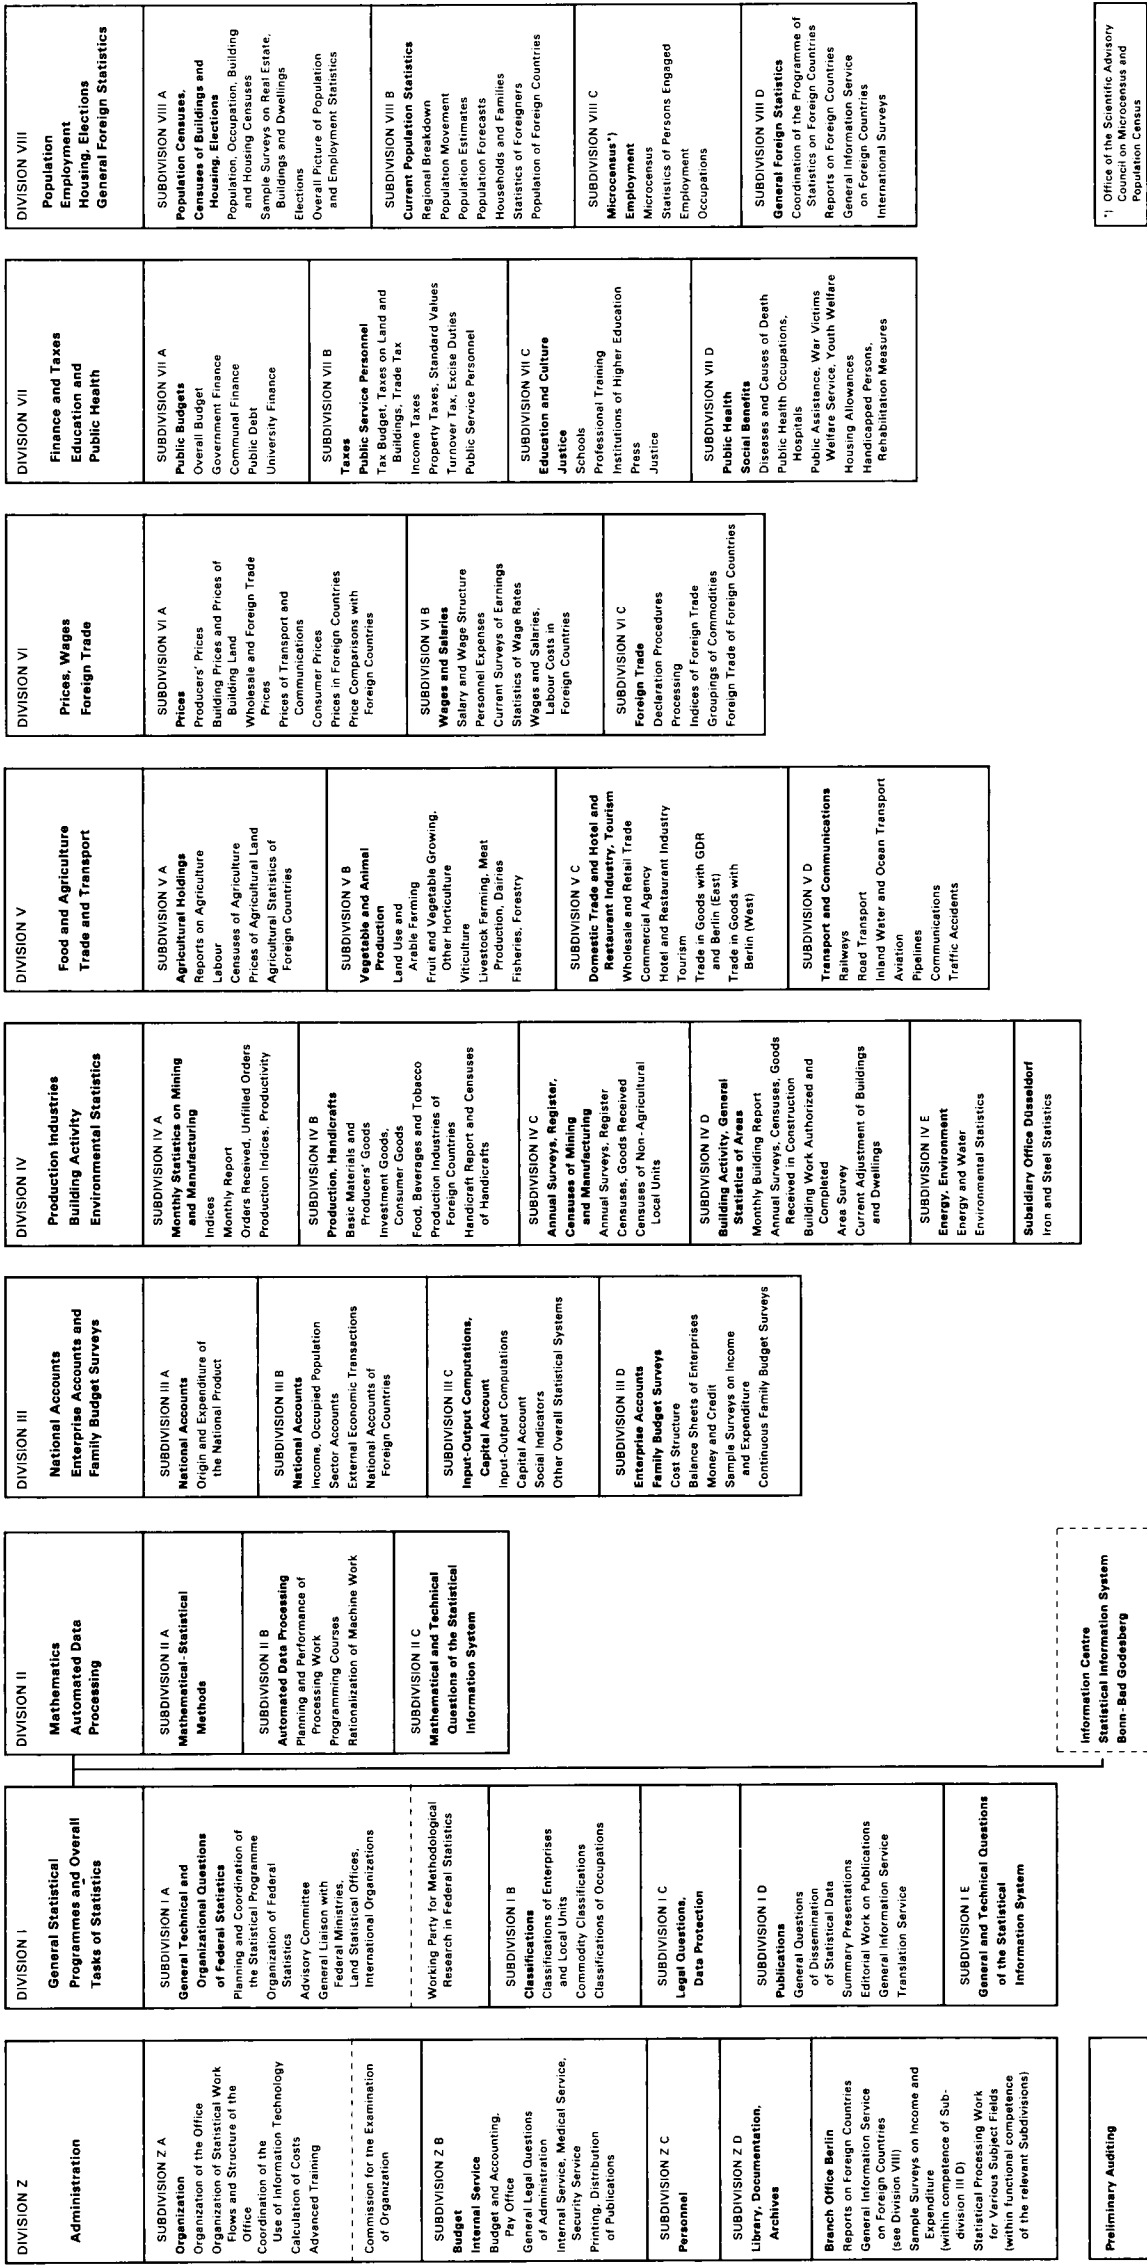 DIVISION Z
Administration
SUBDIVISION Z A
Organization
Organization of the Office
Organization of Statistical Work
Flows and Structure of the
Office
Coordination of the
Use of Information Technology
Calculation of Costs
Advanced Training
Commission for the Examination
of Organization
SUBDIVISION Z B
Budget
Internal Service
Budget and Accounting,
Pay Office
General Legal Questions
of Administration
Internal Service, Medical Service,
Security Service
Printing, Distribution
of Publications
SUBDIVISION Z C
Personnel
SUBDIVISION Z D
Library, Documentation,
Archives
Branch Office Berlin
Reports on Foreign Countries
General Information Service
on Foreign Countries
(see Division VIII)
Sample Surveys on Income and
Expenditure
(within competence of Sub-
division III D)
Statistical Processing Work
for Various Subject Fields
(within functional competence
of the relevant Subdivisions)
Preliminary Auditing
DIVISION I
General Statistical
Programmes and Overall
Tasks of Statistics
SUBDIVISION I A
General Technical and
Organizational Questions
of Federal Statistics
Planning and Coordination of
the Statistical Programme
Organization of Federal
Statistics
Advisory Committee
General Liaison with
Federal Ministries,
Land Statistical Offices,
International Organizations
Working Party for Methodological
Research in Federal Statistics
SUBDIVISION I B
Classifications
Classifications of Enterprises
and Local Units
Commodity Classifications
Classifications of Occupations
SUBDIVISION I C
Legal Questions,
Data Protection
SUBDIVISION I D
Publications
General Questions
of Dissemination
of Statistical Data
Summary Presentations
Editorial Work on Publications
General Information Service
Translation Service
SUBDIVISION I E
General and Technical Questions
of the Statistical
Information System
DIVISION II
Mathematics
Automated Data
Processing
SUBDIVISION II A
Mathematical-Statistical
Methods
SUBDIVISION II B
Automated Data Processing
Planning and Performance of
Processing Work
Programming Courses
Rationalization of Machine Work
SUBDIVISION II C
Mathematical and Technical
Questions of the Statistical
Information System
Information Centre
Statistical Information System
Bonn-Bad Godesberg
DIVISION III
National Accounts
Enterprise Accounts and
Family Budget Surveys
SUBDIVISION III A
National Accounts
Origin and Expenditure of
the National Product
SUBDIVISION III B
National Accounts
Income, Occupied Population
Sector Accounts
External Economic Transactions
National Accounts of
Foreign Countries
SUBDIVISION III C
Input-Output Computations,
Capital Account
Input-Output Computations
Capital Account
Social Indicators
Other Overall Statistical Systems
SUBDIVISION III D
Enterprise Accounts
Family Budget Surveys
Cost Structure
Balance Sheets of Enterprises
Money and Credit
Sample Surveys on Income
and Expenditure
Continuous Family Budget Surveys
DIVISION IV
Production Industries
Building Activity
Environmental Statistics
SUBDIVISION IV A
Monthly Statistics on Mining
and Manufacturing
Indices
Monthly Report
Orders Received, Unfilled Orders
Production Indices, Productivity
SUBDIVISION IV B
Production, Handicrafts
Basic Materials and
Producers' Goods
Investment Goods,
Consumer Goods
Food, Beverages and Tobacco
Production Industries of
Foreign Countries
Handicraft Report and Censuses
of Handicrafts
SUBDIVISION IV C
Annual Surveys, Register,
Censuses of Mining
and Manufacturing
Annual Surveys, Register
Censuses, Goods Received
Censuses of Non-Agricultural
Local Units
SUBDIVISION IV D
Building Activity, General
Statistics of Areas
Monthly Building Report
Annual Surveys, Censuses, Goods
Received in Construction
Building Work Authorized and
Completed
Area Survey
Current Adjustment of Buildings
and Dwellings
SUBDIVISION IV E
Energy, Environment
Energy and Water
Environmental Statistics
Subsidiary Office Düsseldorf
Iron and Steel Statistics
DIVISION V
Food and Agriculture
Trade and Transport
SUBDIVISION V A
Agricultural Holdings
Reports on Agriculture
Labour
Censuses of Agriculture
Prices of Agricultural Land
Agricultural Statistics of
Foreign Countries
SUBDIVISION V B
Vegetable and Animal
Production
Land Use and
Arable Farming
Fruit and Vegetable Growing,
Other Horticulture
Viticulture
Livestock Farming, Meat
Production, Dairies
Fisheries, Forestry
SUBDIVISION V C
Domestic Trade and Hotel and
Restaurant Industry, Tourism
Wholesale and Retail Trade
Commercial Agency
Hotel and Restaurant Industry
Tourism
Trade in Goods with GDR
and Berlin (East)
Trade in Goods with
Berlin (West)
SUBDIVISION V D
Transport and Communications
Railways
Road Transport
Inland Water and Ocean Transport
Aviation
Pipelines
Communications
Traffic Accidents
DIVISION VI
Prices, Wages
Foreign Trade
SUBDIVISION VI A
Prices
Producers' Prices
Building Prices and Prices of
Building Land
Wholesale and Foreign Trade
Prices
Prices of Transport and
Communications
Consumer Prices
Prices in Foreign Countries
Price Comparisons with
Foreign Countries
SUBDIVISION VI B
Wages and Salaries
Salary and Wage Structure
Personnel Expenses
Current Surveys of Earnings
Statistics of Wage Rates
Wages and Salaries,
Labour Costs in
Foreign Countries
SUBDIVISION VI C
Foreign Trade
Declaration Procedures
Processing
Indices of Foreign Trade
Groupings of Commodities
Foreign Trade of Foreign Countries
DIVISION VII
Finance and Taxes
Education and
Public Health
SUBDIVISION VII A
Public Budgets
Overall Budget
Government Finance
Communal Finance
Public Debt
University Finance
SUBDIVISION VII B
Taxes
Public Service Personnel
Tax Budget, Taxes on Land and
Buildings, Trade Tax
Income Taxes
Property Taxes, Standard Values
Turnover Tax, Excise Duties
Public Service Personnel
SUBDIVISION VII C
Education and Culture
Justice
Schools
Professional Training
Institutions of Higher Education
Press
Justice
SUBDIVISION VII D
Public Health
Social Benefits
Diseases and Causes of Death
Public Health Occupations,
Hospitals
Public Assistance, War Victims
Welfare Service, Youth Welfare
Housing Allowances
Handicapped Persons,
Rehabilitation Measures
DIVISION VIII
Population
Employment
Housing, Elections
General Foreign Statistics
SUBDIVISION VIII A
Population Censuses,
Censuses of Buildings and
Housing, Elections
Population, Occupation, Building
and Housing Censuses
Sample Surveys on Real Estate,
Buildings and Dwellings
Elections
Overall Picture of Population
and Employment Statistics
SUBDIVISION VIII B
Current Population Statistics
Regional Breakdown
Population Movement
Population Estimates
Population Forecasts
Households and Families
Statistics of Foreigners
Population of Foreign Countries
SUBDIVISION VIII C
Microcensus*)
Employment
Microcensus
Statistics of Persons Engaged
Employment
Occupations
SUBDIVISION VIII D
General Foreign Statistics
Coordination of the Programme of
Statistics on Foreign Countries
Reports on Foreign Countries
General Information Service
on Foreign Countries
International Surveys
*) Office of the Scientific Advisory
Council on Microcensus and
Population Census